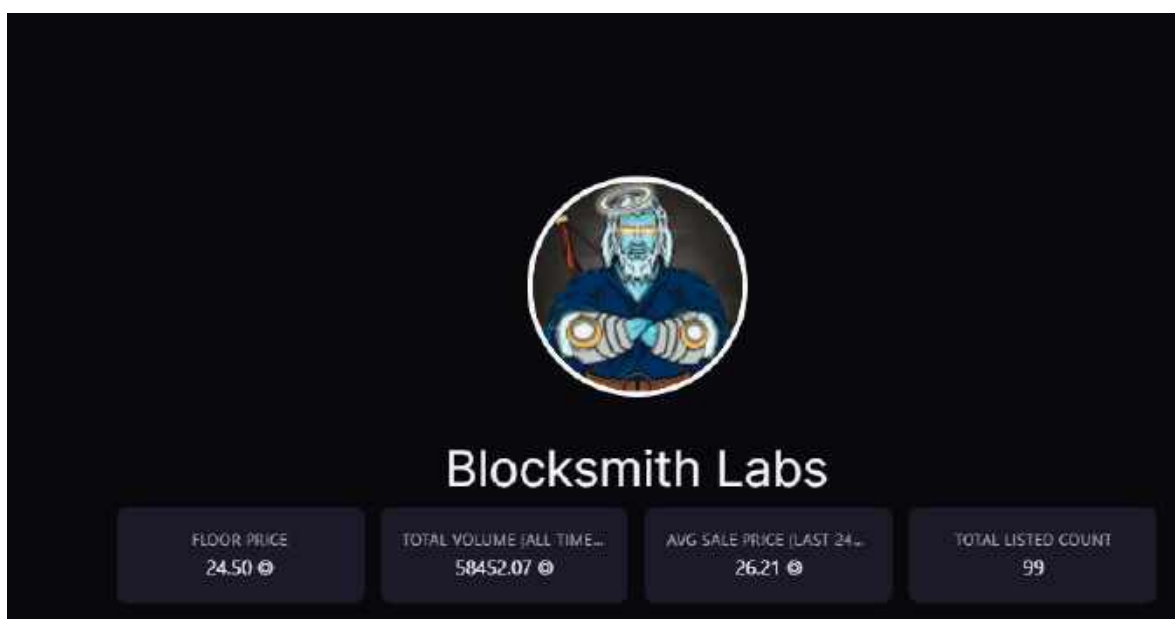 Blocksmith Labs
FLOOR PRICE
24.50
TOTAL VOLUME (ALL TIME...
58452.07
AVG SALE PRICE (LAST 24...
26.21
TOTAL LISTED COUNT
99